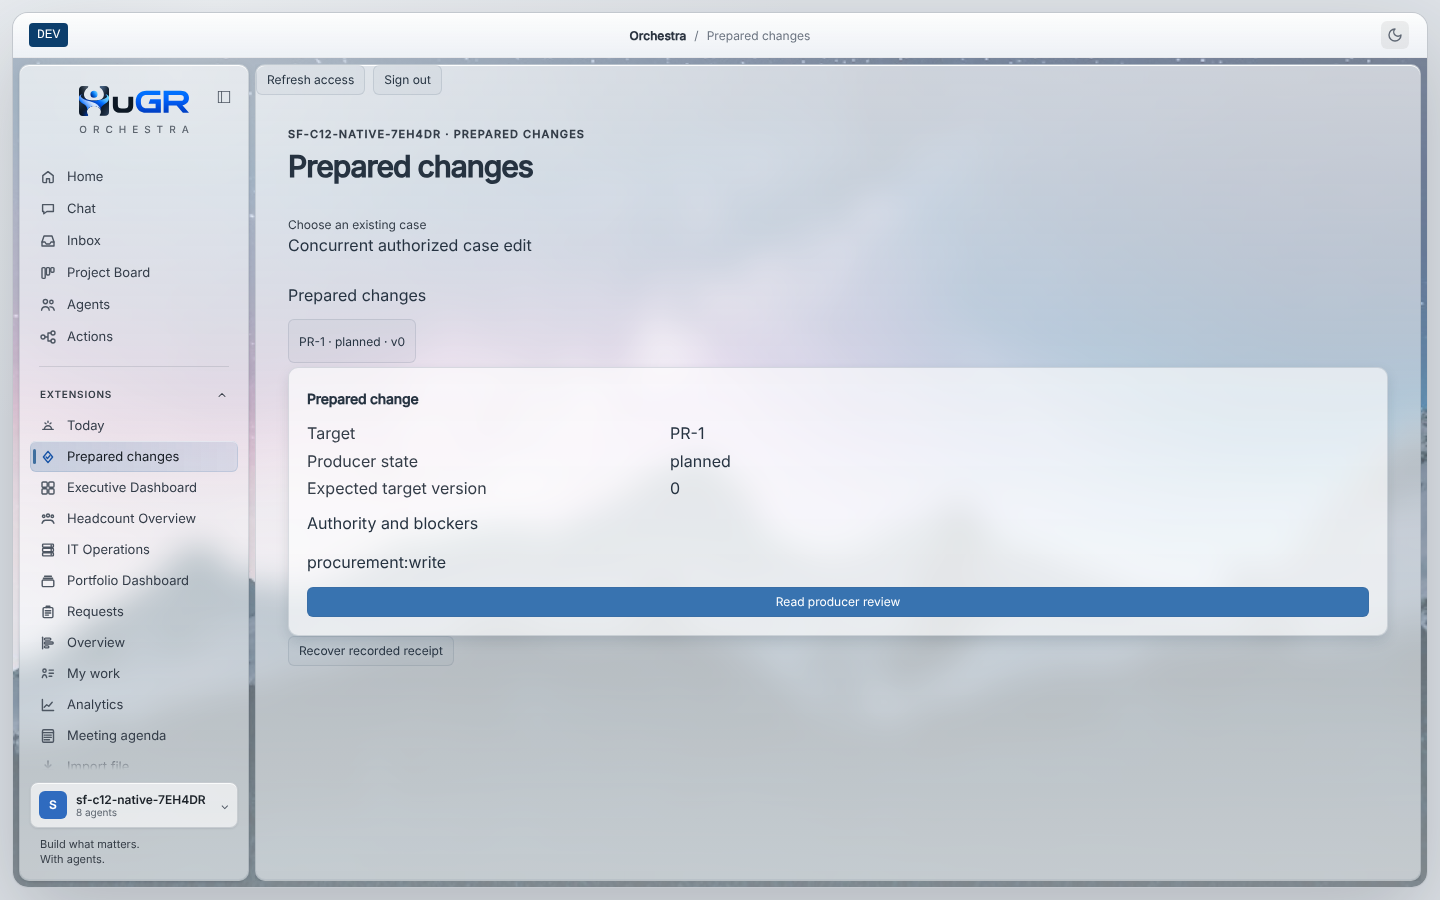 DEV
Orchestra / Prepared changes
HuGR
ORCHESTRA
Home
Chat
Inbox
Project Board
Agents
Actions
EXTENSIONS
Today
Prepared changes
Executive Dashboard
Headcount Overview
IT Operations
Portfolio Dashboard
Requests
Overview
My work
Analytics
Meeting agenda
Import file
S
sf-c12-native-7EH4DR
8 agents
Build what matters.
With agents.
Refresh access
Sign out
SF-C12-NATIVE-7EH4DR · PREPARED CHANGES
Prepared changes
Choose an existing case
Concurrent authorized case edit
Prepared changes
PR-1 · planned · v0
Prepared change
Target PR-1
Producer state planned
Expected target version 0
Authority and blockers
procurement:write
Read producer review
Recover recorded receipt